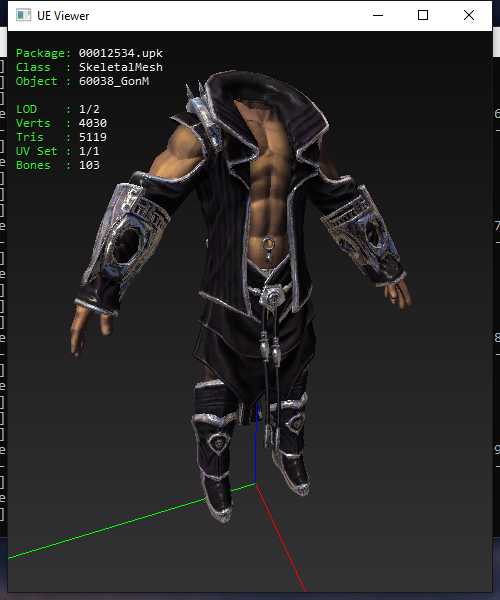 UE Viewer
Package: 00012534.upk
Class : SkeletalMesh
Object : 60038_GonM
LOD : 1/2
Verts : 4030
Tris : 5119
UV Set : 1/1
Bones : 103